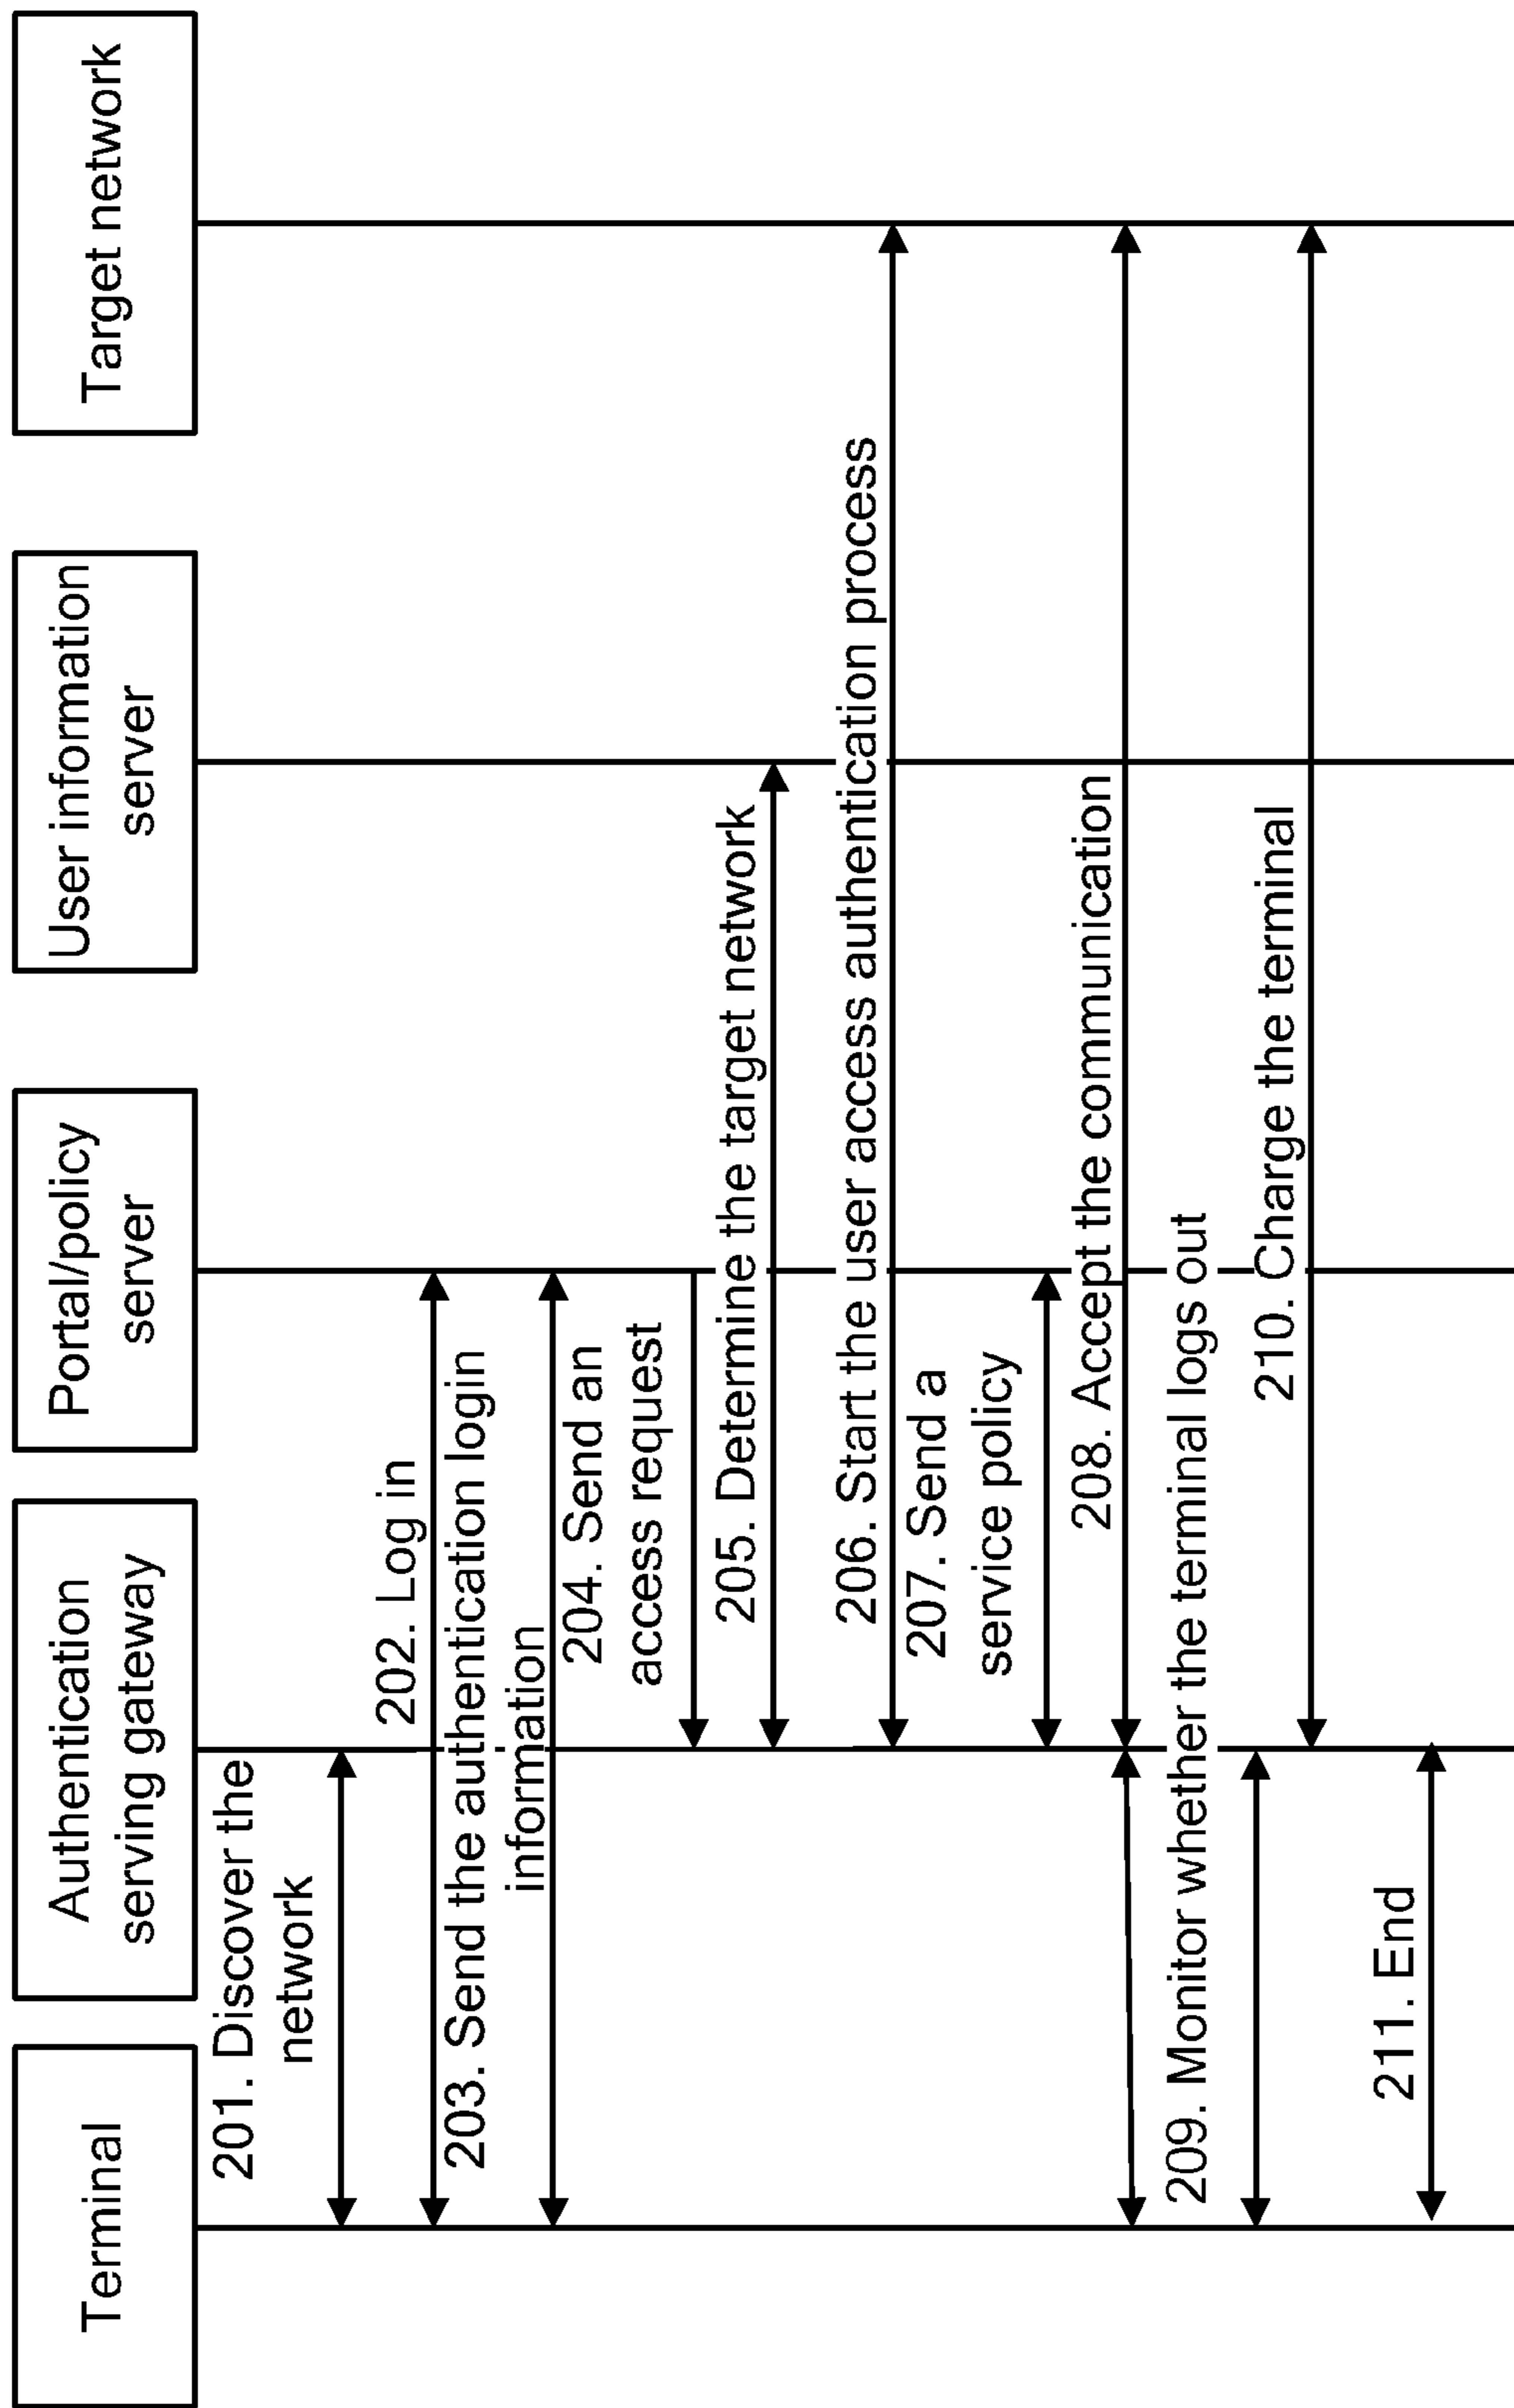 Terminal
Authentication
serving gateway
Portal/policy
server
User information
server
Target network
201. Discover the
network
202. Log in
203. Send the authentication login
information
204. Send an
access request
205. Determine the target network
206. Start the user access authentication process
207. Send a
service policy
208. Accept the communication
209. Monitor whether the terminal logs out
210. Charge the terminal
211. End